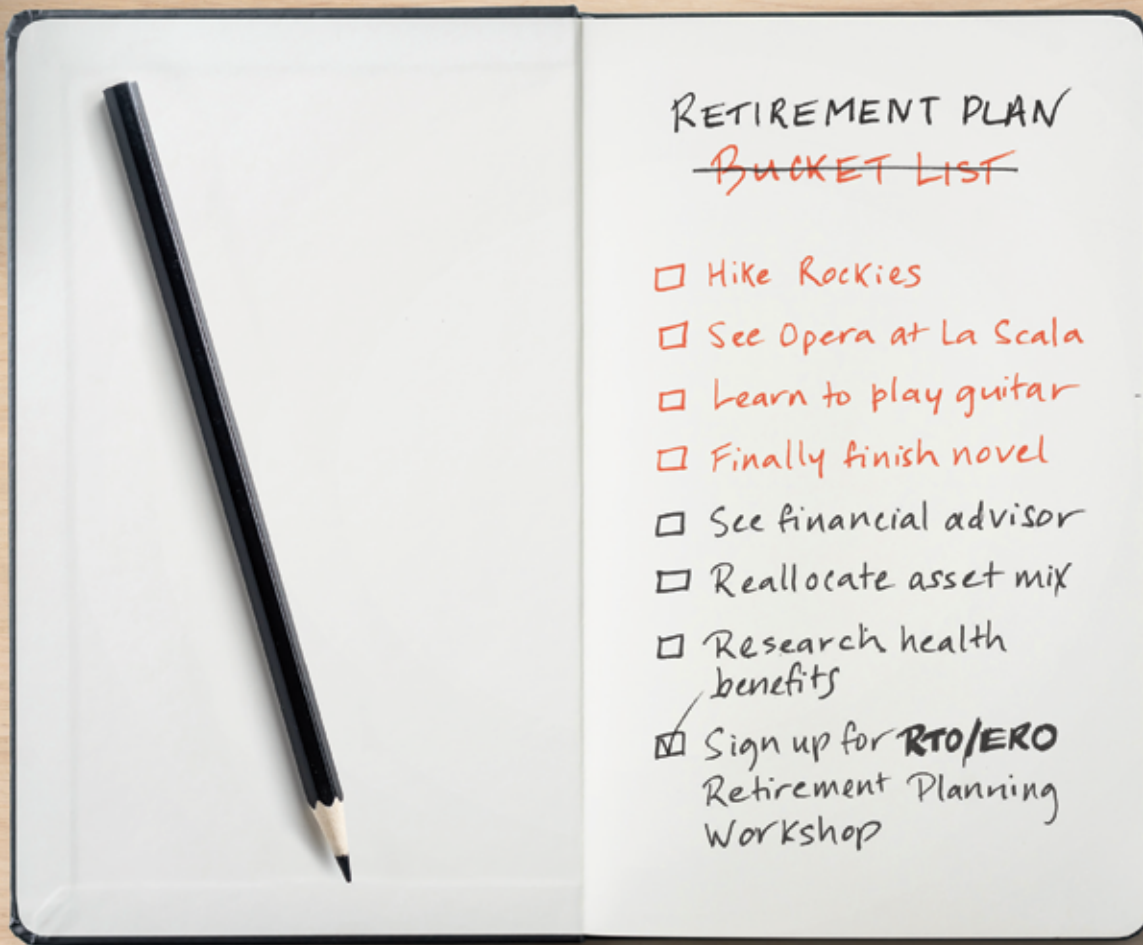 RETIREMENT PLAN
BUCKET LIST
Hike Rockies
See Opera at La Scala
Learn to play guitar
Finally finish novel
See financial advisor
Reallocate asset mix
Research health
benefits
Sign up for RTO/ERO
Retirement Planning
Workshop